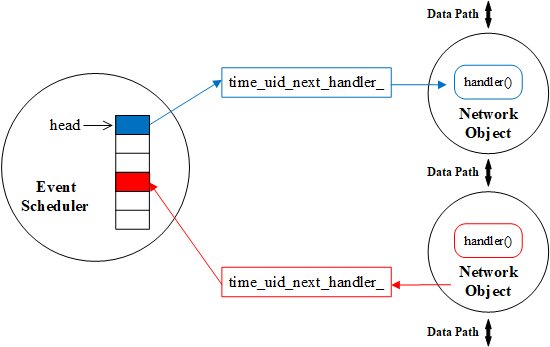 Data Path
time_uid_next_handler_
handler()
Network
Object
head
Data Path
Event
Scheduler
handler()
Network
Object
time_uid_next_handler_
Data Path